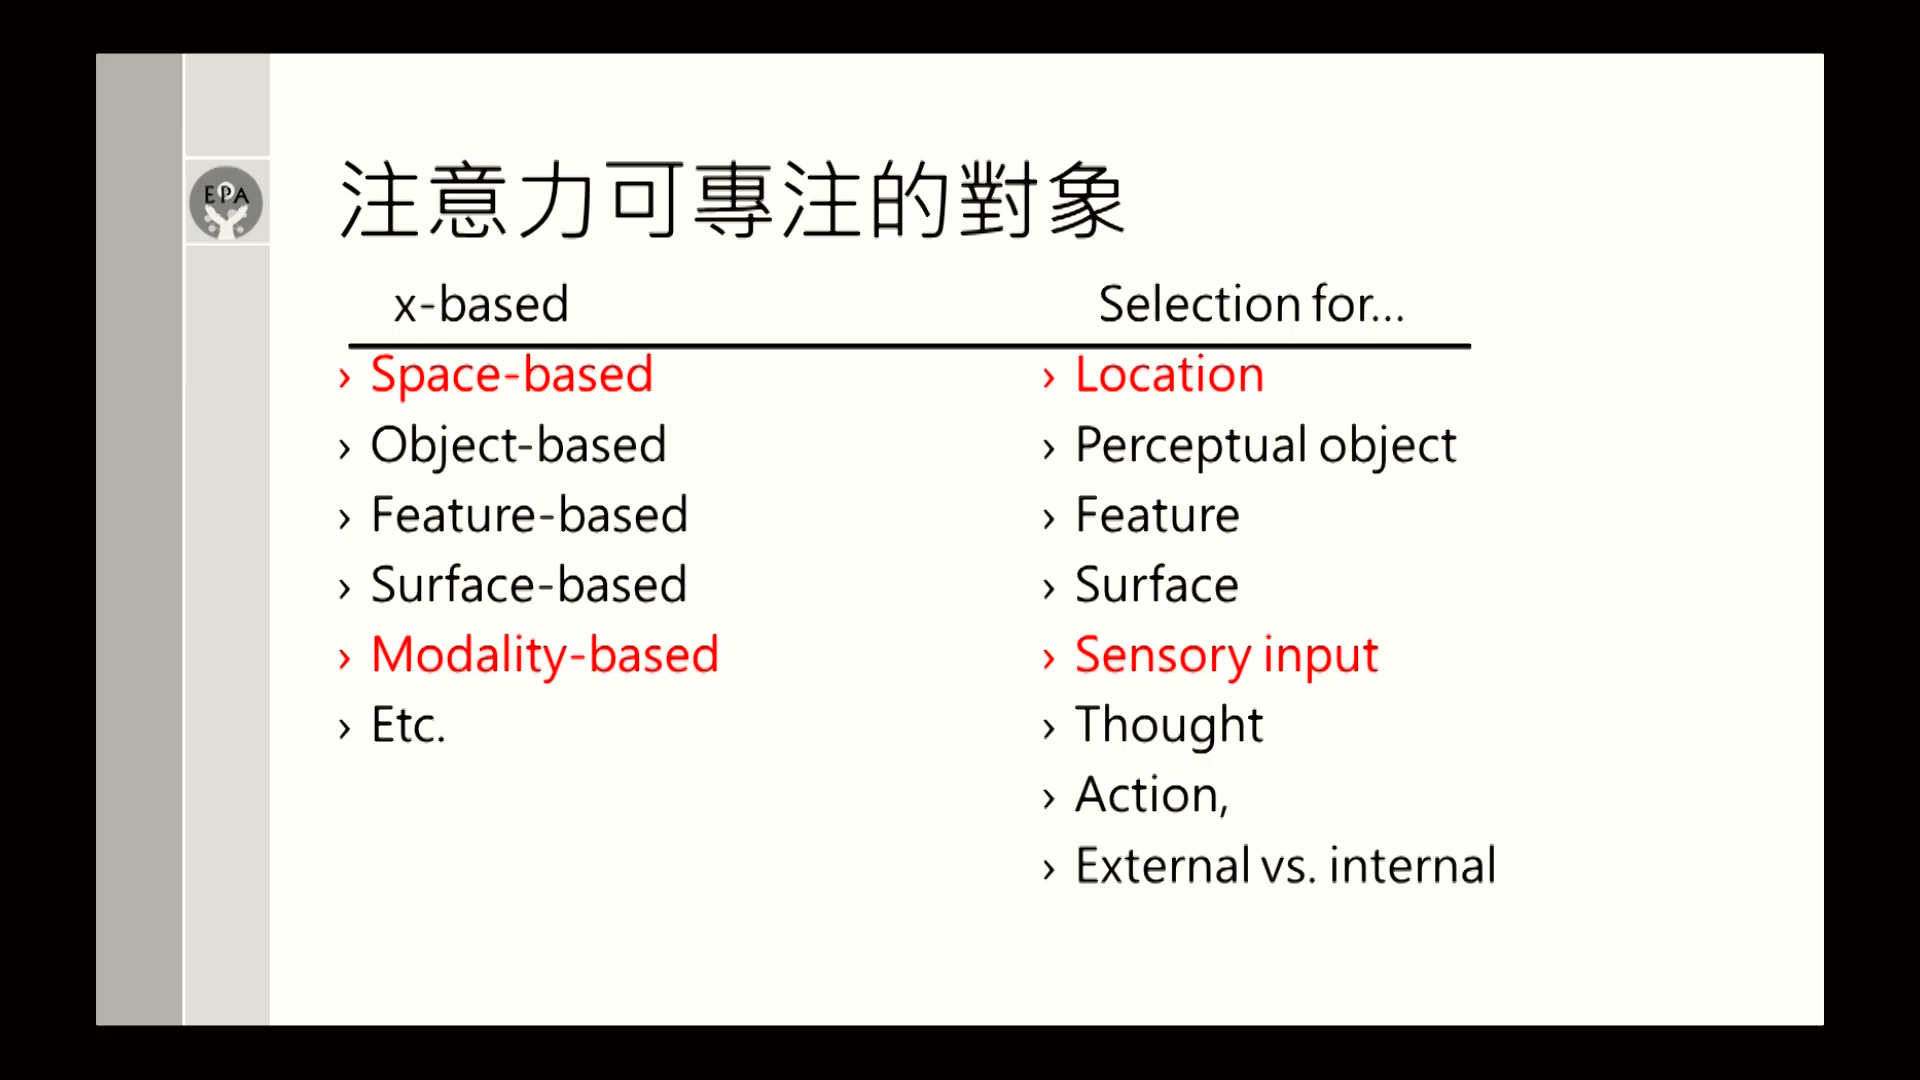 EPA
注意力可專注的對象
x-based
Selection for...
› Space-based
› Object-based
› Feature-based
› Surface-based
› Modality-based
› Etc.
› Location
› Perceptual object
› Feature
› Surface
› Sensory input
› Thought
› Action,
› External vs. internal